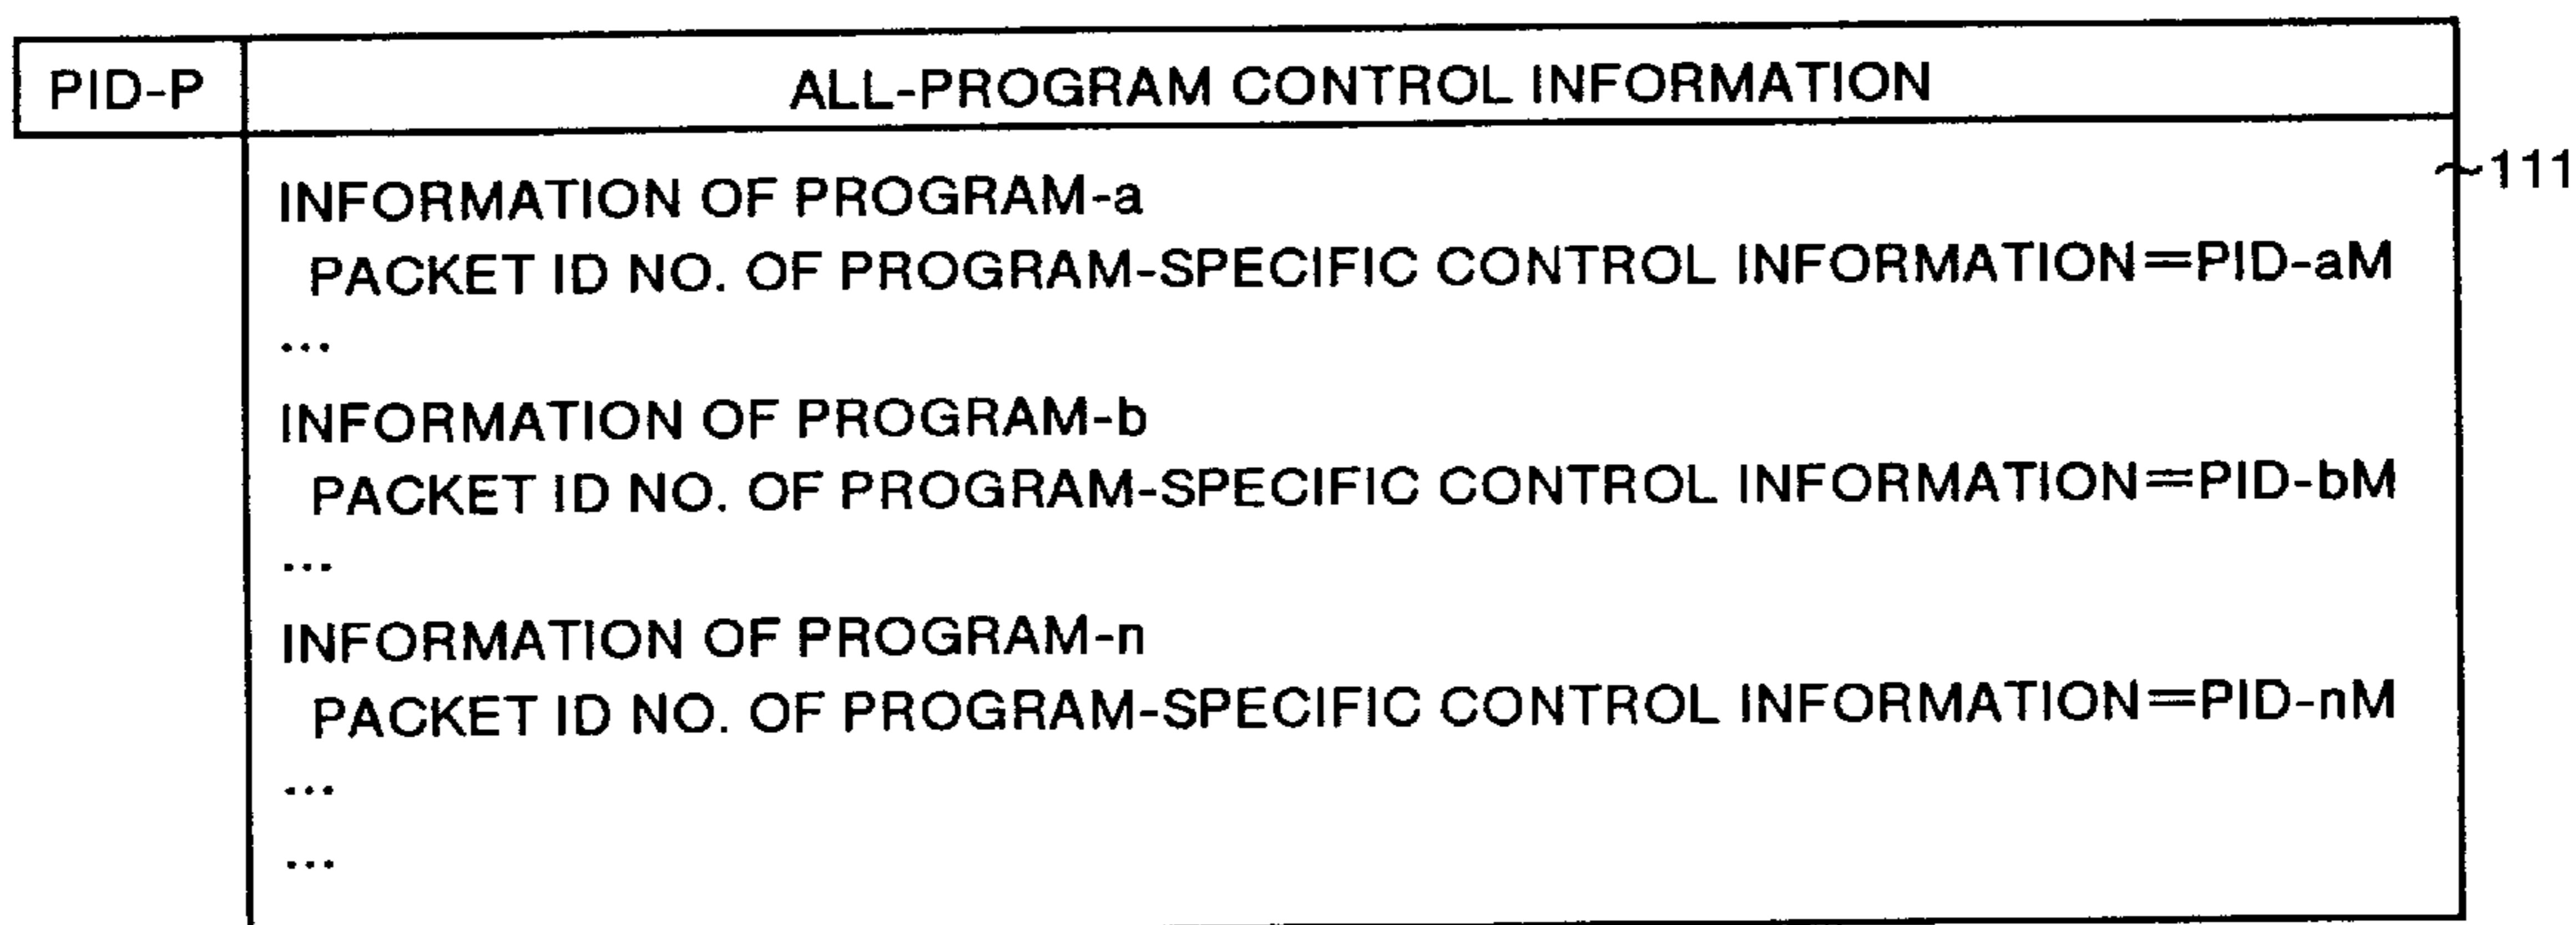 PID-P ALL-PROGRAM CONTROL INFORMATION
~111
INFORMATION OF PROGRAM-a
PACKET ID NO. OF PROGRAM-SPECIFIC CONTROL INFORMATION=PID-aM
...
INFORMATION OF PROGRAM-b
PACKET ID NO. OF PROGRAM-SPECIFIC CONTROL INFORMATION=PID-bM
...
INFORMATION OF PROGRAM-n
PACKET ID NO. OF PROGRAM-SPECIFIC CONTROL INFORMATION=PID-nM
...
...